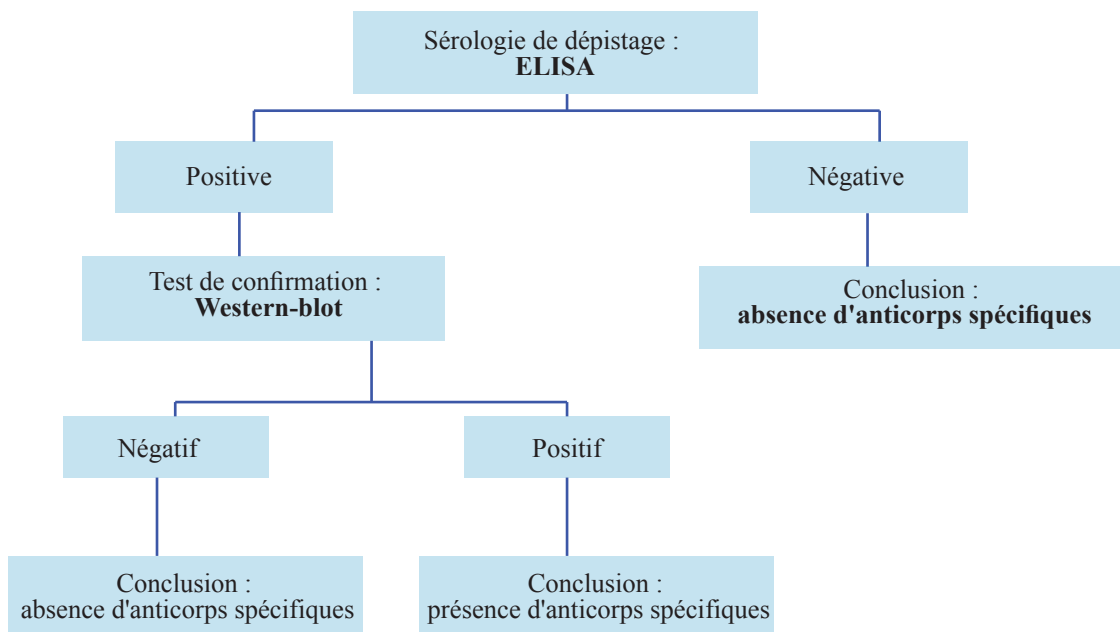 Sérologie de dépistage :
ELISA
Positive
Négative
Test de confirmation :
Western-blot
Conclusion :
absence d'anticorps spécifiques
Négatif
Positif
Conclusion :
absence d'anticorps spécifiques
Conclusion :
présence d'anticorps spécifiques